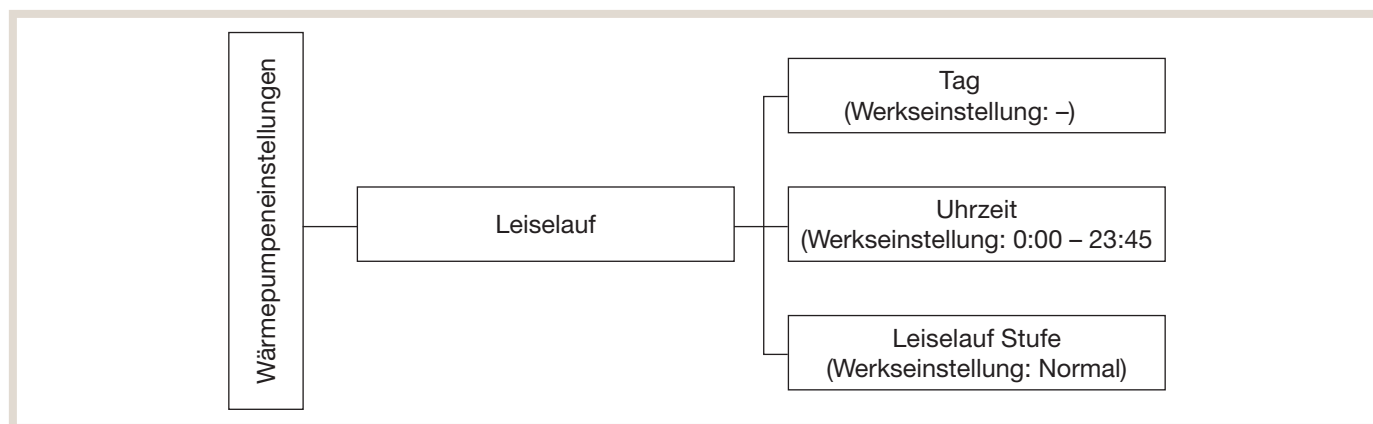 Wärmepumpeneinstellungen
Leiselauf
Tag
(Werkseinstellung: –)
Uhrzeit
(Werkseinstellung: 0:00 – 23:45
Leiselauf Stufe
(Werkseinstellung: Normal)